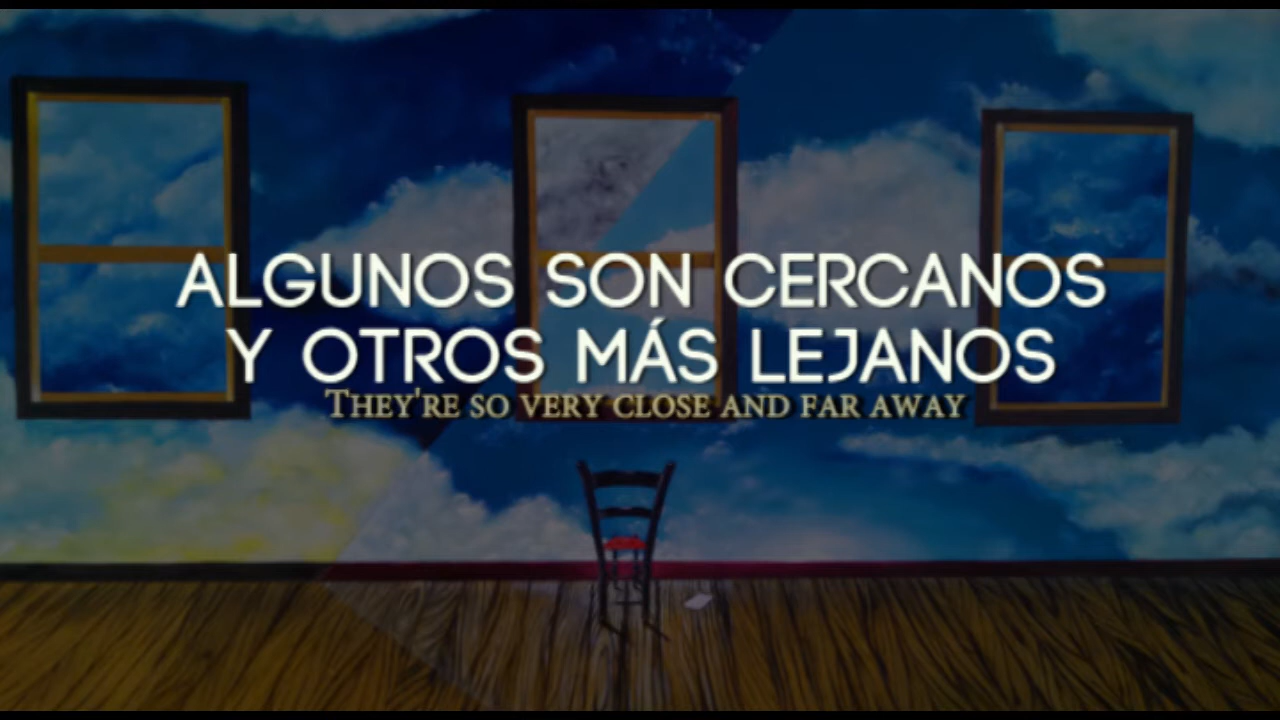 ALGUNOS SON CERCANOS
Y OTROS MÁS LEJANOS
THEY'RE SO VERY CLOSE AND FAR AWAY